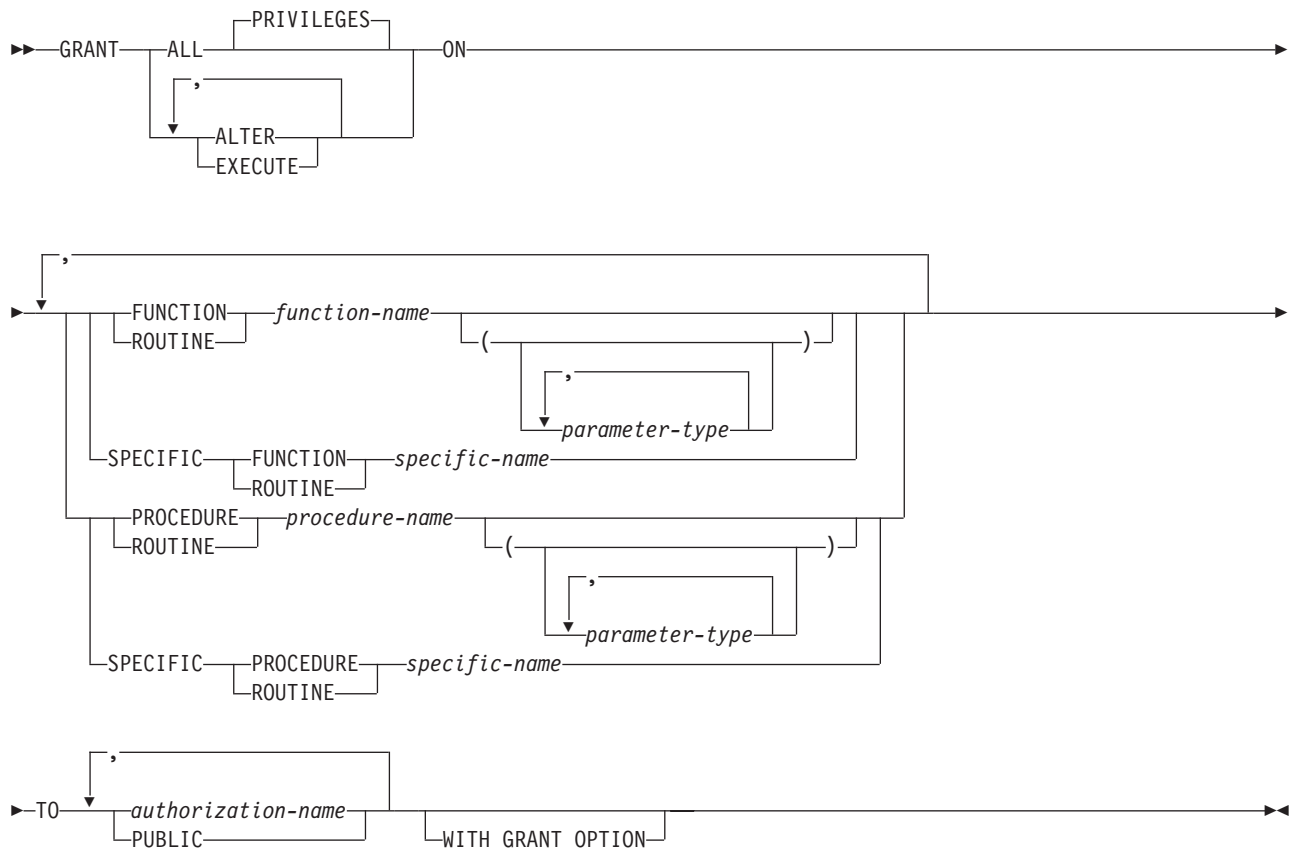 PRIVILEGES
GRANT ALL ON
,
ALTER
EXECUTE
,
FUNCTION function-name
ROUTINE ( )
,
parameter-type
SPECIFIC FUNCTION specific-name
ROUTINE
PROCEDURE procedure-name
ROUTINE ( )
,
parameter-type
SPECIFIC PROCEDURE specific-name
ROUTINE
,
TO authorization-name
PUBLIC WITH GRANT OPTION